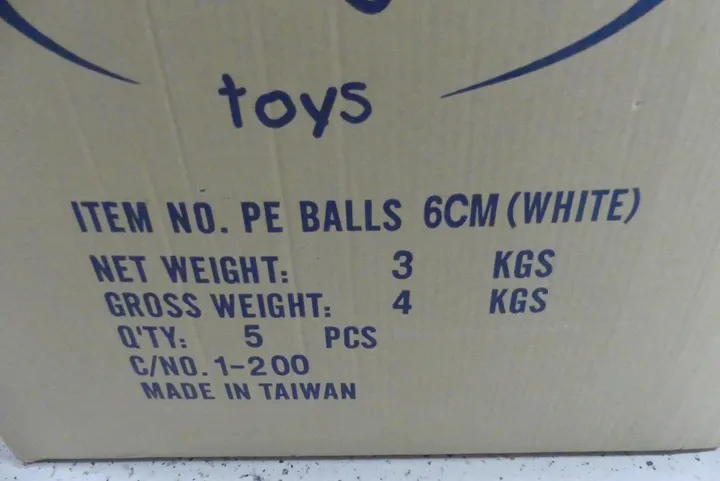 toys
ITEM NO. PE BALLS 6CM (WHITE)
NET WEIGHT: 3 KGS
GROSS WEIGHT: 4 KGS
Q'TY: 5 PCS
C/NO. 1-200
MADE IN TAIWAN